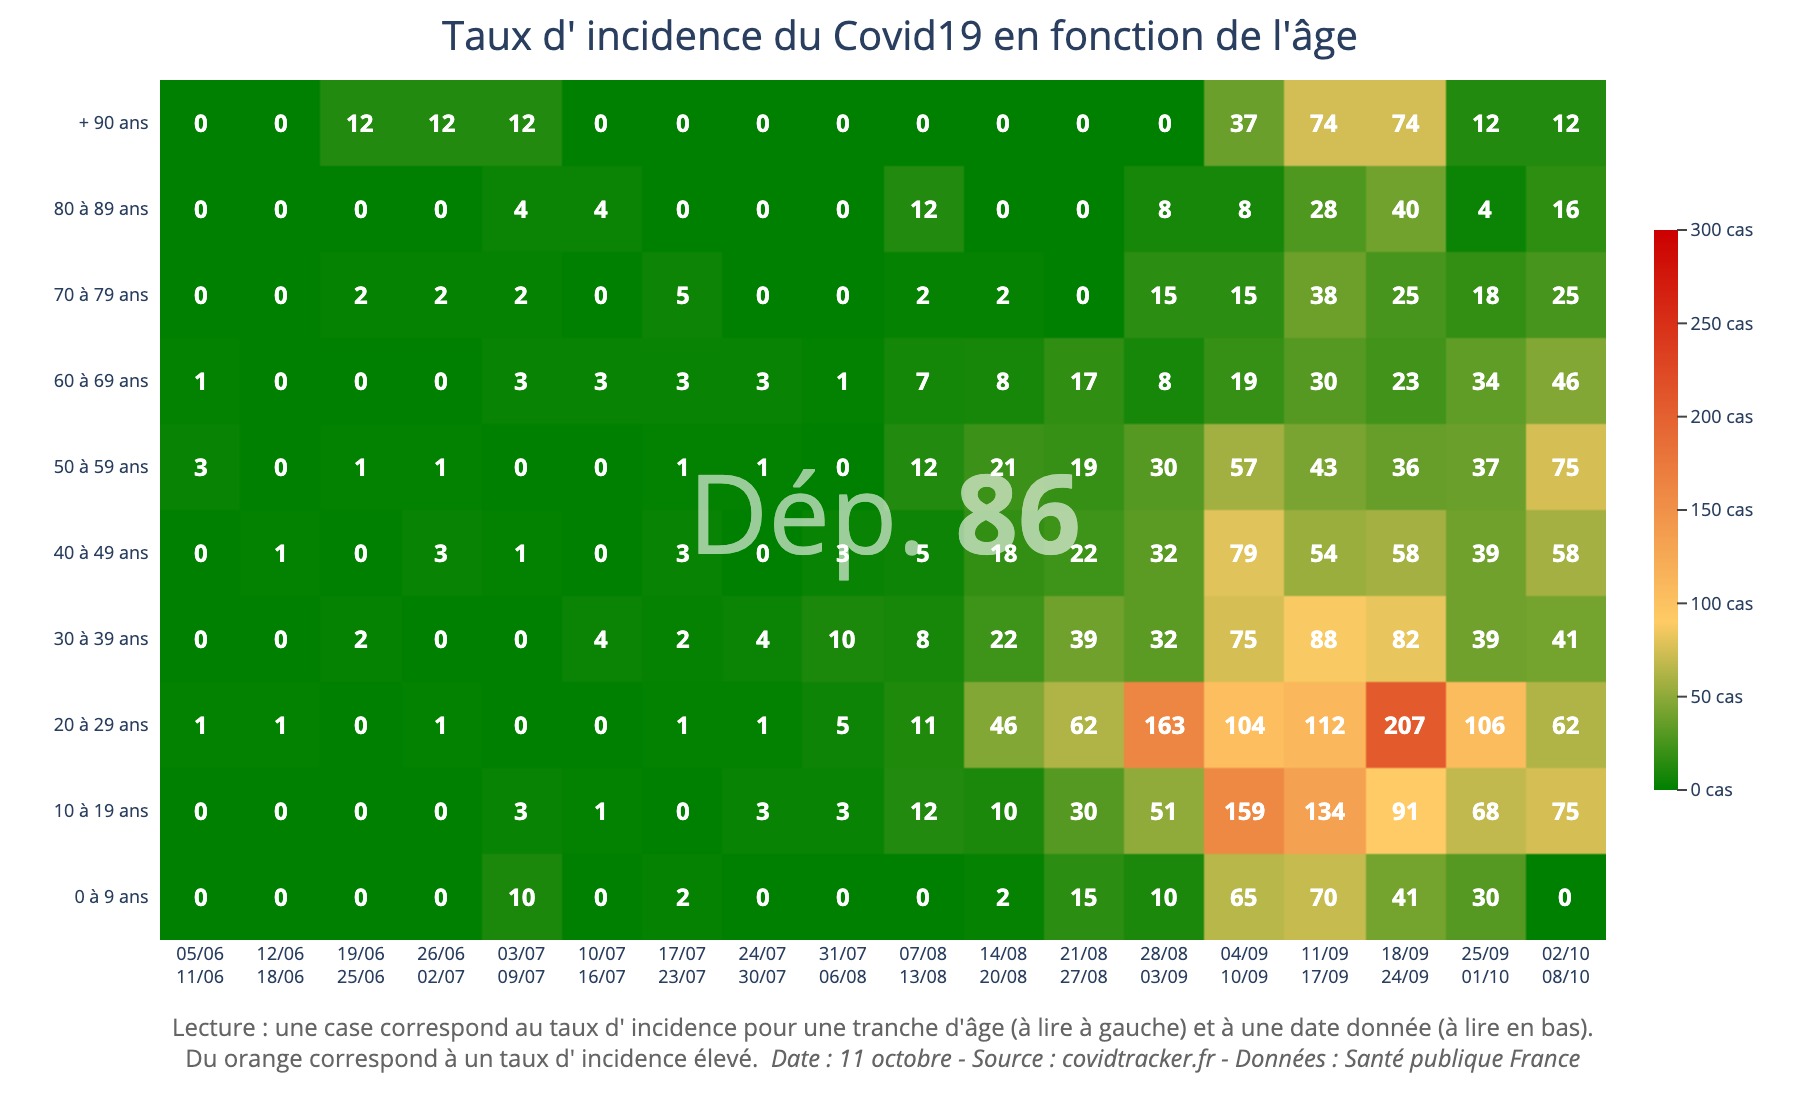 Taux d' incidence du Covid19 en fonction de l'âge
+ 90 ans 0 0 12 12 12 0 0 0 0 0 0 0 0 37 74 74 12 12
80 à 89 ans 0 0 0 0 4 4 0 0 0 12 0 0 8 8 28 40 4 16
70 à 79 ans 0 0 2 2 2 0 5 0 0 2 2 0 15 15 38 25 18 25
60 à 69 ans 1 0 0 0 3 3 3 3 1 7 8 17 8 19 30 23 34 46
50 à 59 ans 3 0 1 1 0 0 1 1 0 12 21 19 30 57 43 36 37 75
Dép. 86
40 à 49 ans 0 1 0 3 1 0 3 0 3 5 18 22 32 79 54 58 39 58
30 à 39 ans 0 0 2 0 0 4 2 4 10 8 22 39 32 75 88 82 39 41
20 à 29 ans 1 1 0 1 0 0 1 1 5 11 46 62 163 104 112 207 106 62
10 à 19 ans 0 0 0 0 3 1 0 3 3 12 10 30 51 159 134 91 68 75
0 à 9 ans 0 0 0 0 10 0 2 0 0 0 2 15 10 65 70 41 30 0
05/06 12/06 19/06 26/06 03/07 10/07 17/07 24/07 31/07 07/08 14/08 21/08 28/08 04/09 11/09 18/09 25/09 02/10
11/06 18/06 25/06 02/07 09/07 16/07 23/07 30/07 06/08 13/08 20/08 27/08 03/09 10/09 17/09 24/09 01/10 08/10
300 cas
250 cas
200 cas
150 cas
100 cas
50 cas
0 cas
Lecture : une case correspond au taux d' incidence pour une tranche d'âge (à lire à gauche) et à une date donnée (à lire en bas).
Du orange correspond à un taux d' incidence élevé. Date : 11 octobre - Source : covidtracker.fr - Données : Santé publique France